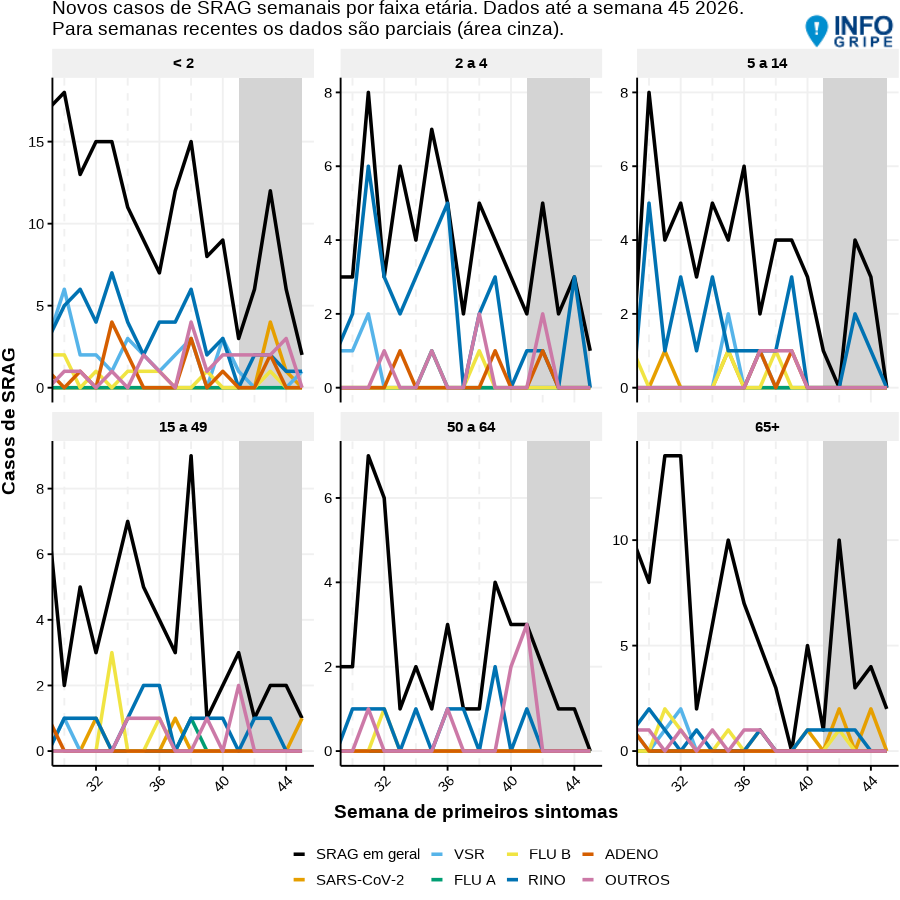 Novos casos de SRAG semanais por faixa etária. Dados até a semana 45 2026.
Para semanas recentes os dados são parciais (área cinza).
INFO
GRIPE
< 2
2 a 4
5 a 14
15
10
5
0
8
6
4
2
0
8
6
4
2
0
Casos de SRAG
15 a 49
50 a 64
65+
8
6
4
2
0
6
4
2
0
10
5
0
32 36 40 44
32 36 40 44
32 36 40 44
Semana de primeiros sintomas
SRAG em geral VSR FLU B ADENO
SARS-CoV-2 FLU A RINO OUTROS